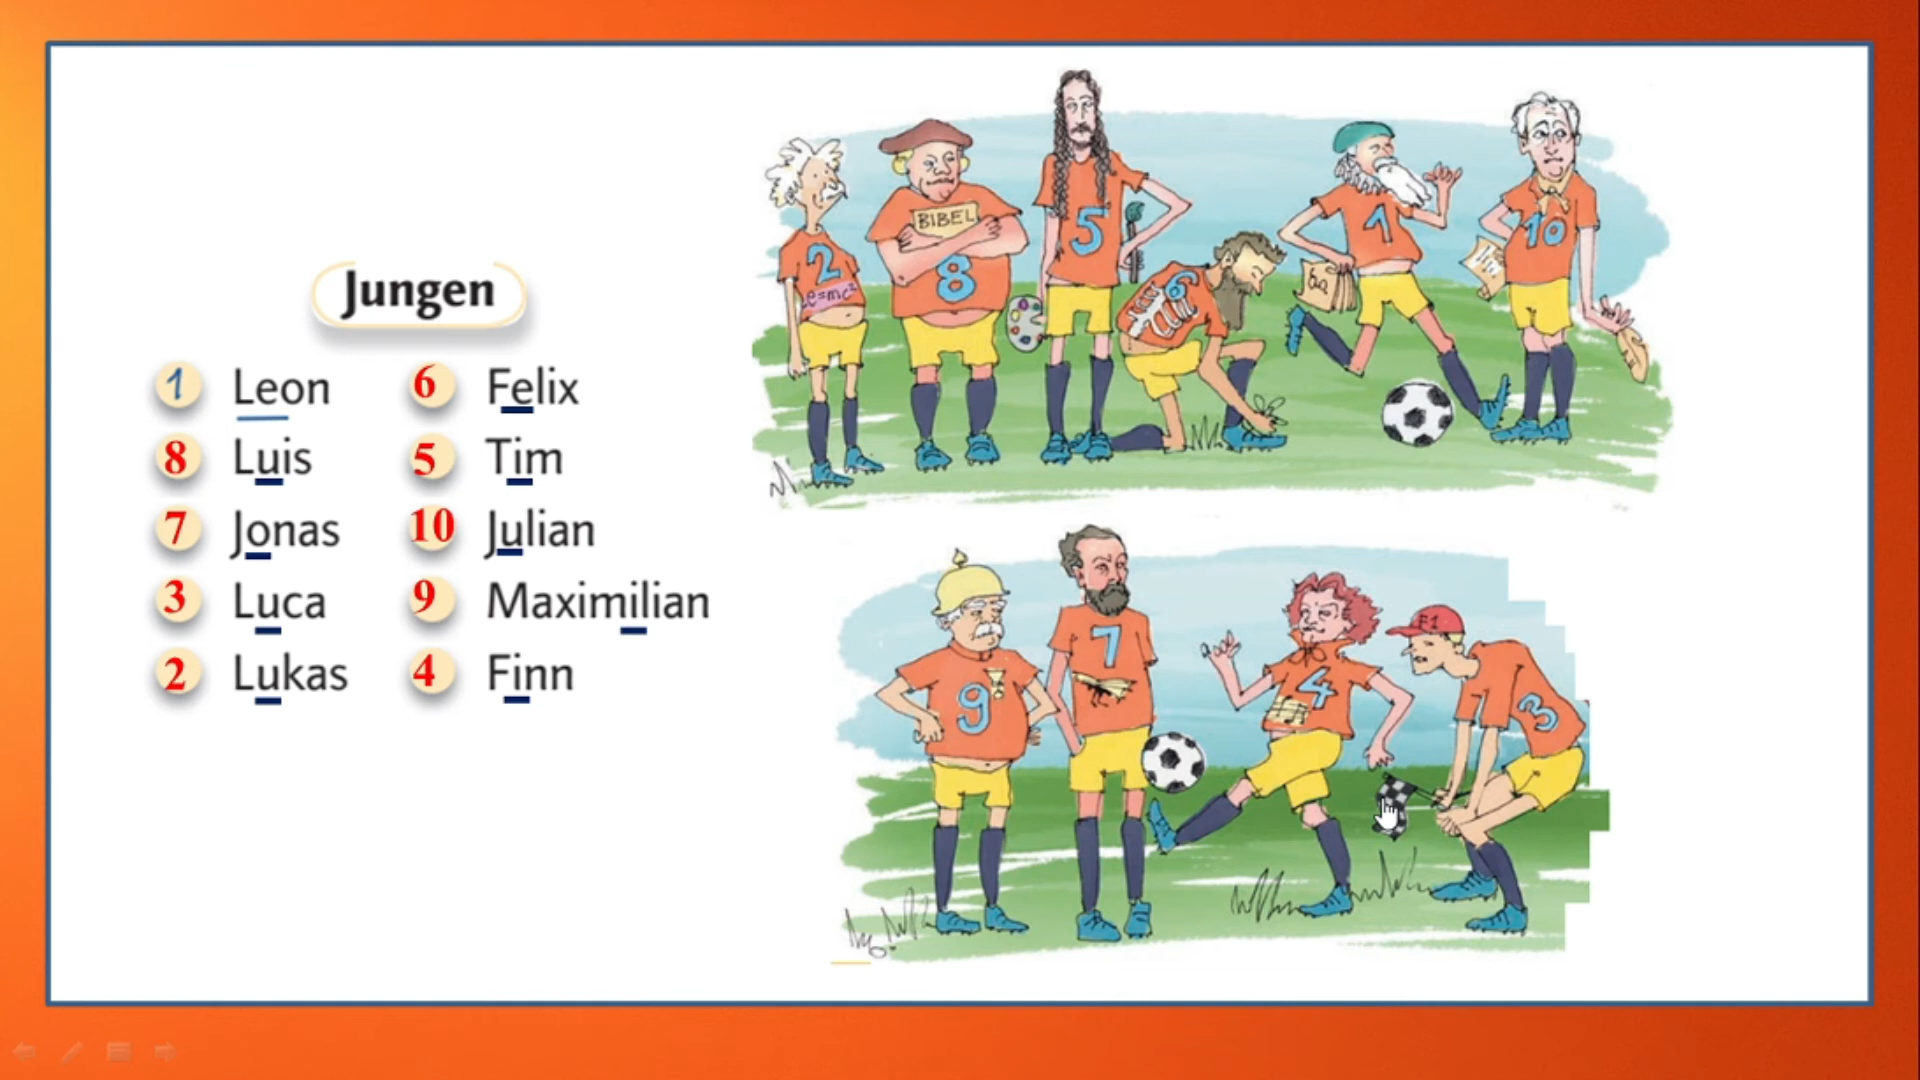 Jungen
1 Leon
8 Luis
7 Jonas
3 Luca
2 Lukas
6 Felix
5 Tim
10 Julian
9 Maximilian
4 Finn
2
e=mc²
BIBEL
8
5
6
1
10
9
7
4
F1
3